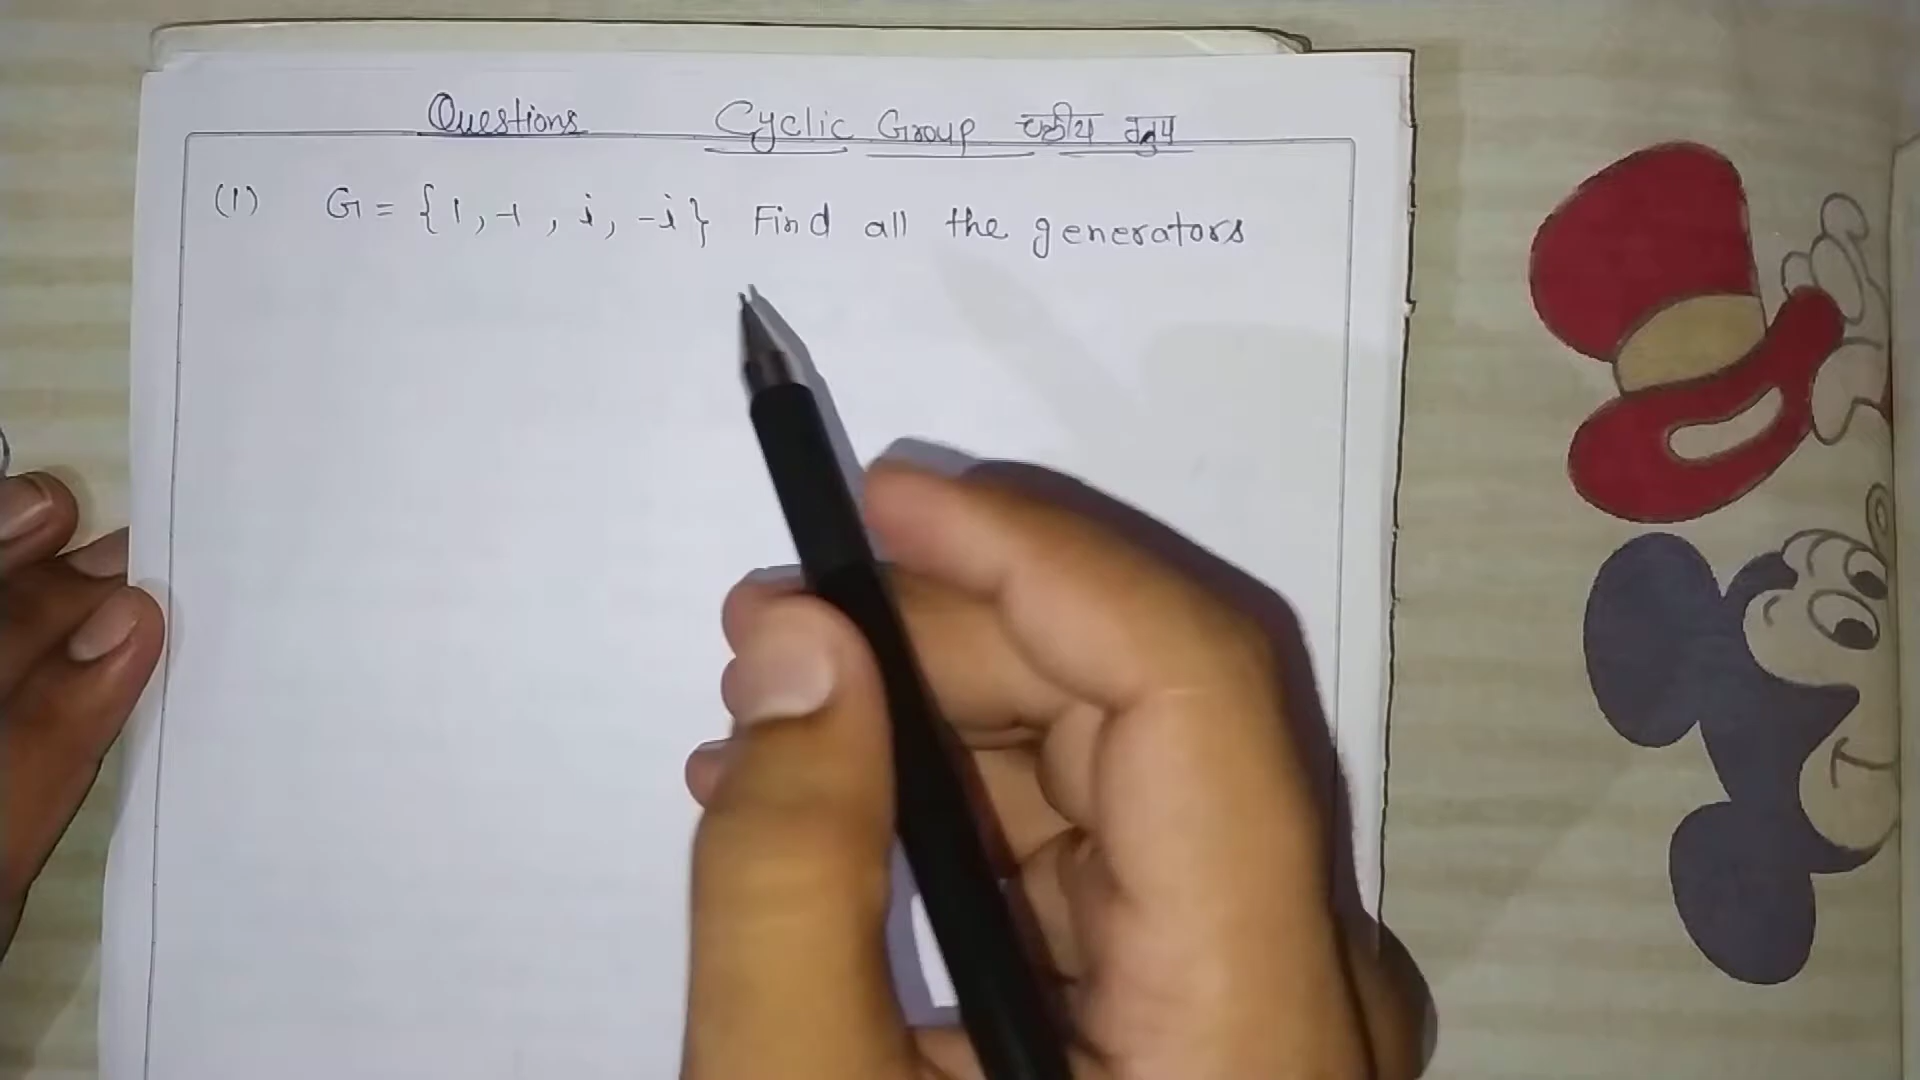 Questions Cyclic Group चक्रीय समुह
(1) G = {1, -1, i, -i} Find all the generators